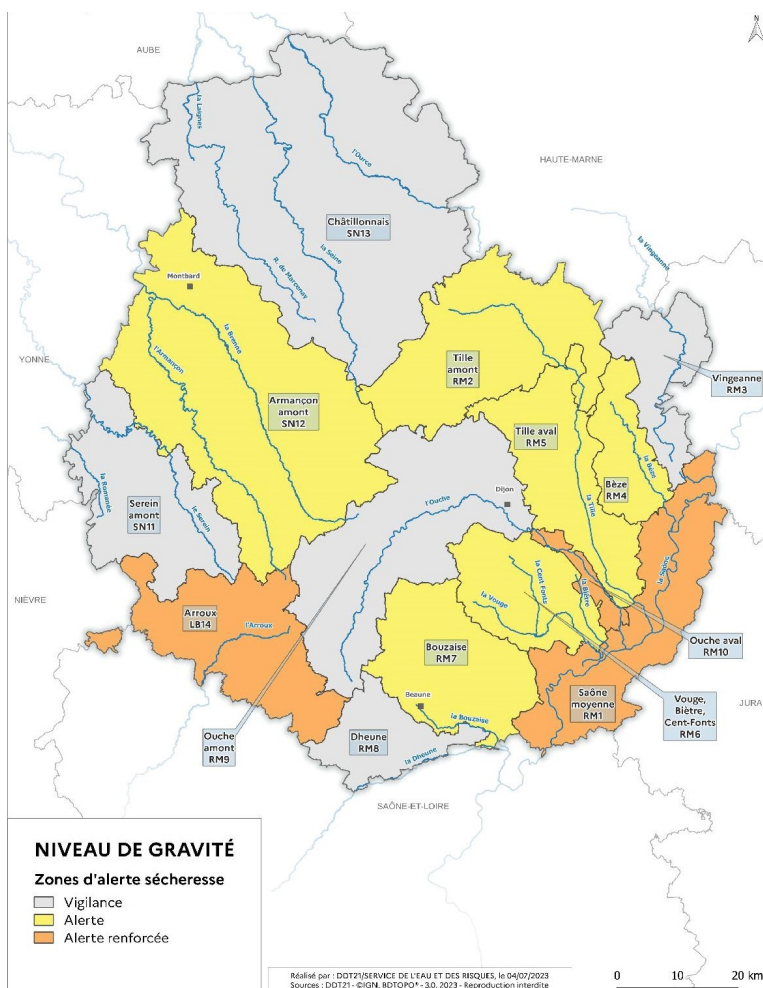 N
AUBE
HAUTE-MARNE
la Laignes
l'Ource
Châtillonnais
SN13
la Seine
R. de Marcenay
la Vingeanne
Montbard
la Brenne
l'Armançon
YONNE
Tille
amont
RM2
Vingeanne
RM3
Armançon
amont
SN12
Tille aval
RM5
Bèze
RM4
la Bèze
la Tille
la Romanée
Serein
amont
SN11
le Serein
Dijon
l'Ouche
la Saône
NIÈVRE
Arroux
LB14
l'Arroux
la Cent Fonts
la Vouge
la Biètre
Ouche aval
RM10
Bouzaise
RM7
Beaune
la Bouzaise
Saône
moyenne
RM1
Vouge,
Biètre,
Cent-Fonts
RM6
JURA
Ouche
amont
RM9
Dheune
RM8
la Dheune
SAÔNE-ET-LOIRE
NIVEAU DE GRAVITÉ
Zones d'alerte sécheresse
Vigilance
Alerte
Alerte renforcée
Réalisé par : DDT21/SERVICE DE L'EAU ET DES RISQUES, le 04/07/2023
Sources : DDT21 - ©IGN, BDTOPO® - 3.0, 2023 - Reproduction interdite
0 10 20 km